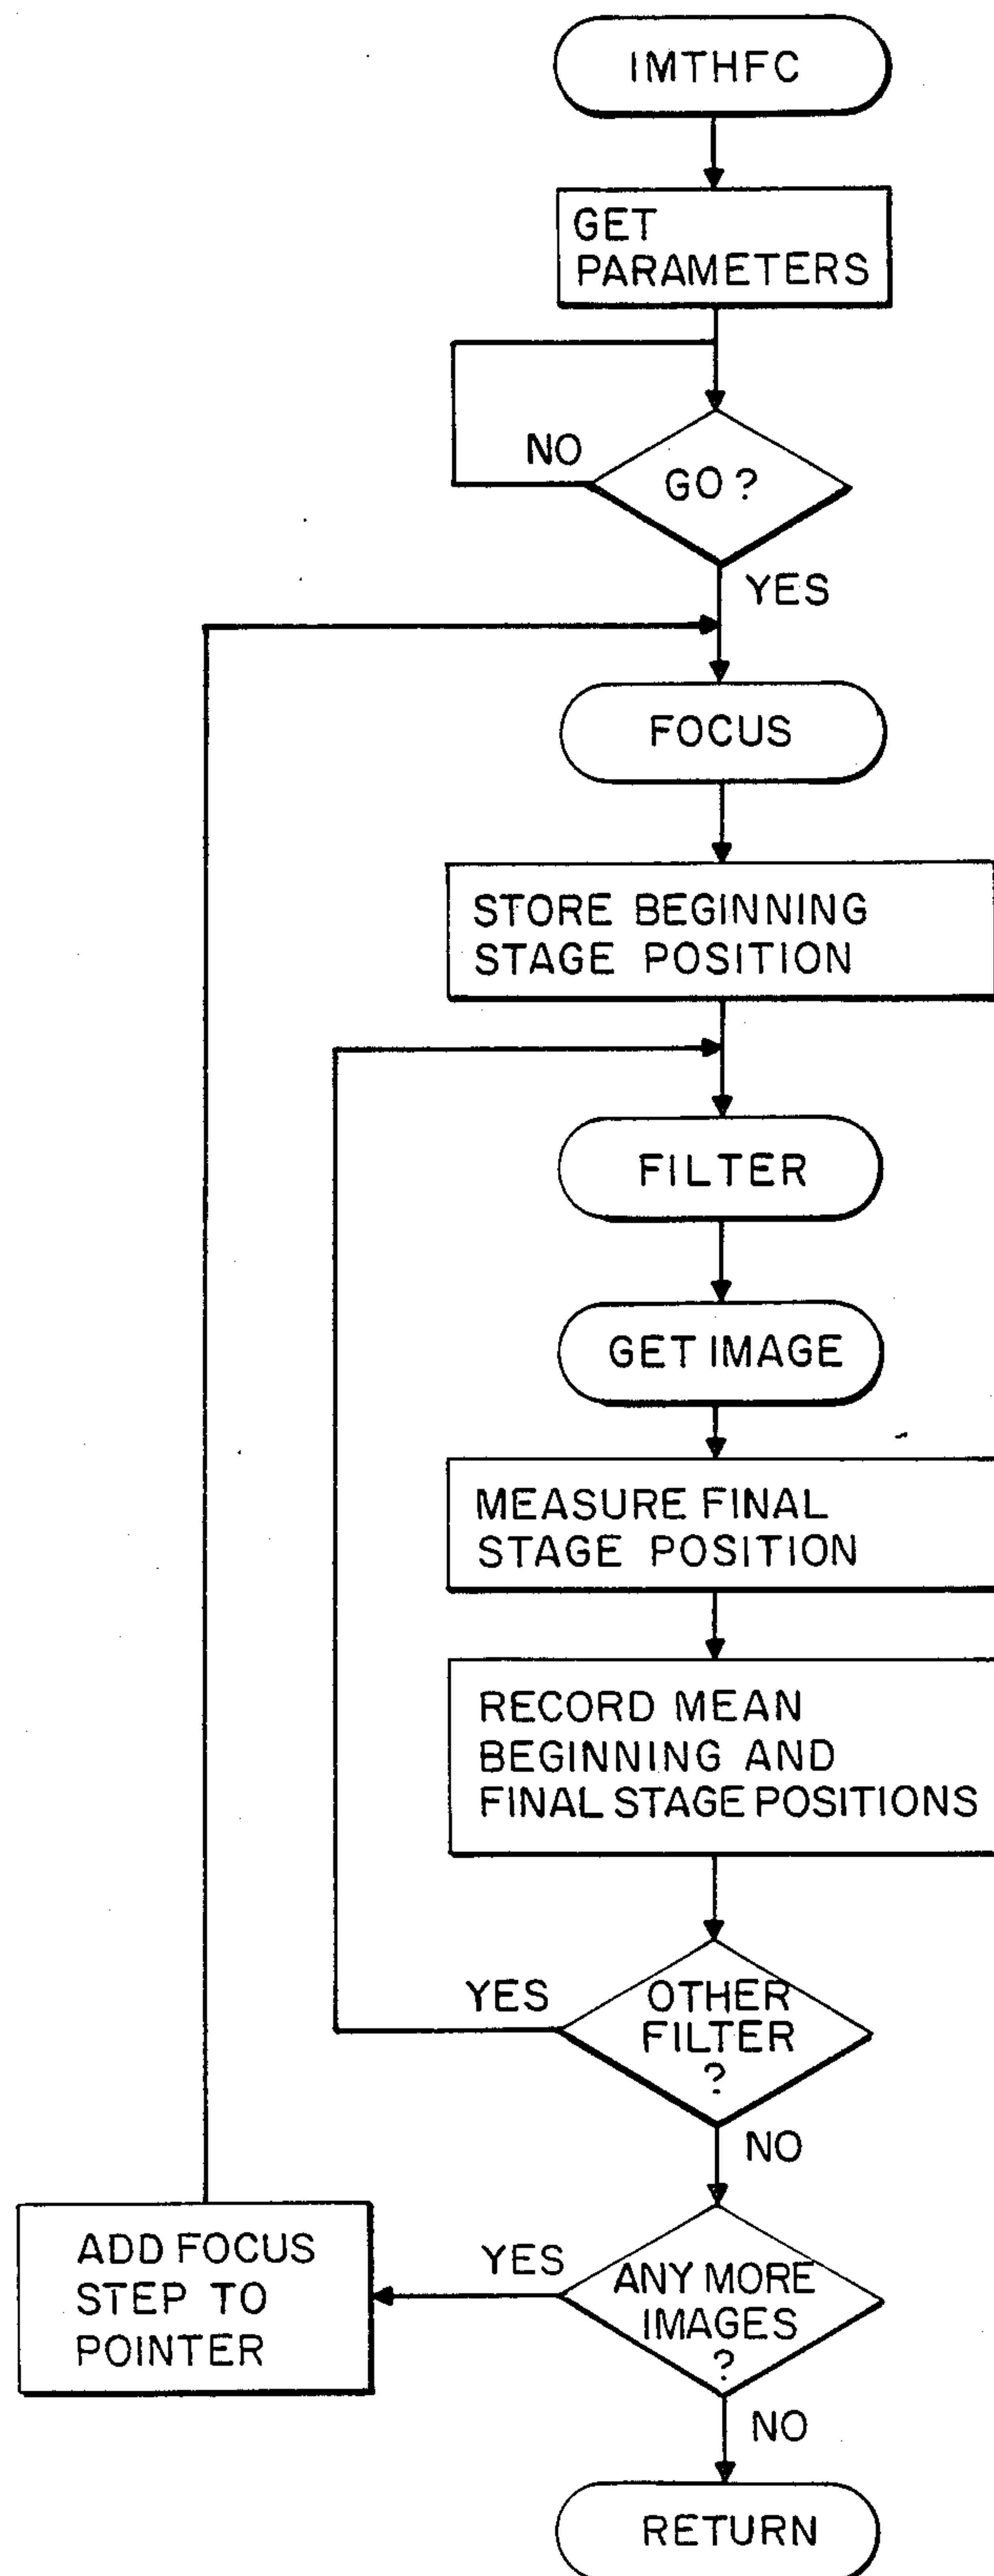 IMTHFC
GET
PARAMETERS
NO
GO ?
YES
FOCUS
STORE BEGINNING
STAGE POSITION
FILTER
GET IMAGE
MEASURE FINAL
STAGE POSITION
RECORD MEAN
BEGINNING AND
FINAL STAGE POSITIONS
YES
OTHER
FILTER
?
NO
ADD FOCUS
STEP TO
POINTER
YES
ANY MORE
IMAGES
?
NO
RETURN